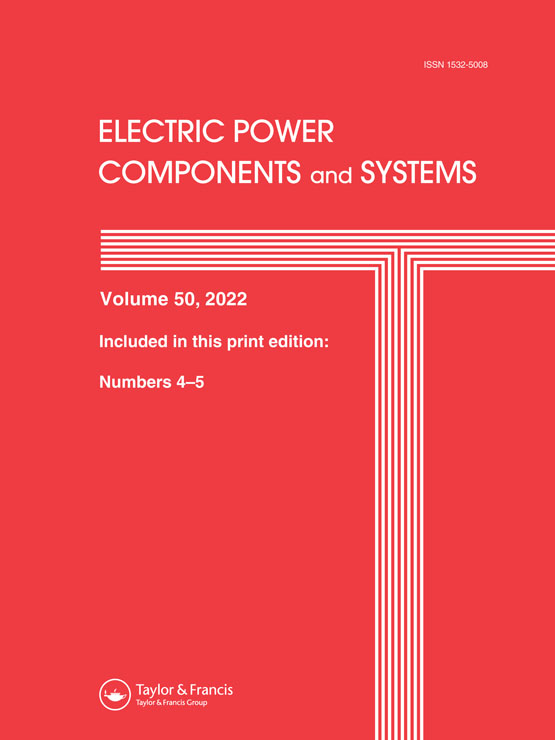 ISSN 1532-5008
ELECTRIC POWER
COMPONENTS and SYSTEMS
Volume 50, 2022
Included in this print edition:
Numbers 4–5
Taylor & Francis
Taylor & Francis Group